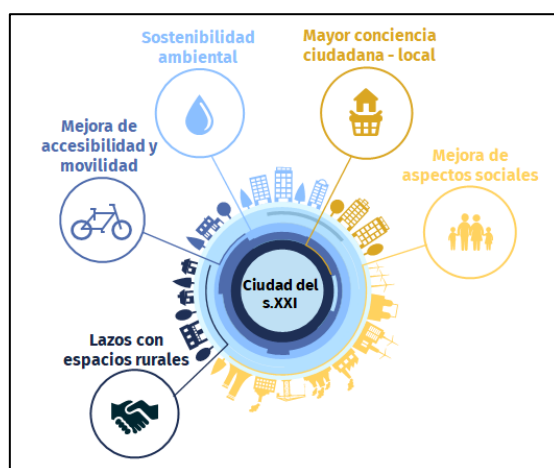 Sostenibilidad
ambiental
Mayor conciencia
ciudadana - local
Mejora de
accesibilidad y
movilidad
Mejora de
aspectos sociales
Ciudad del
s.XXI
Lazos con
espacios rurales